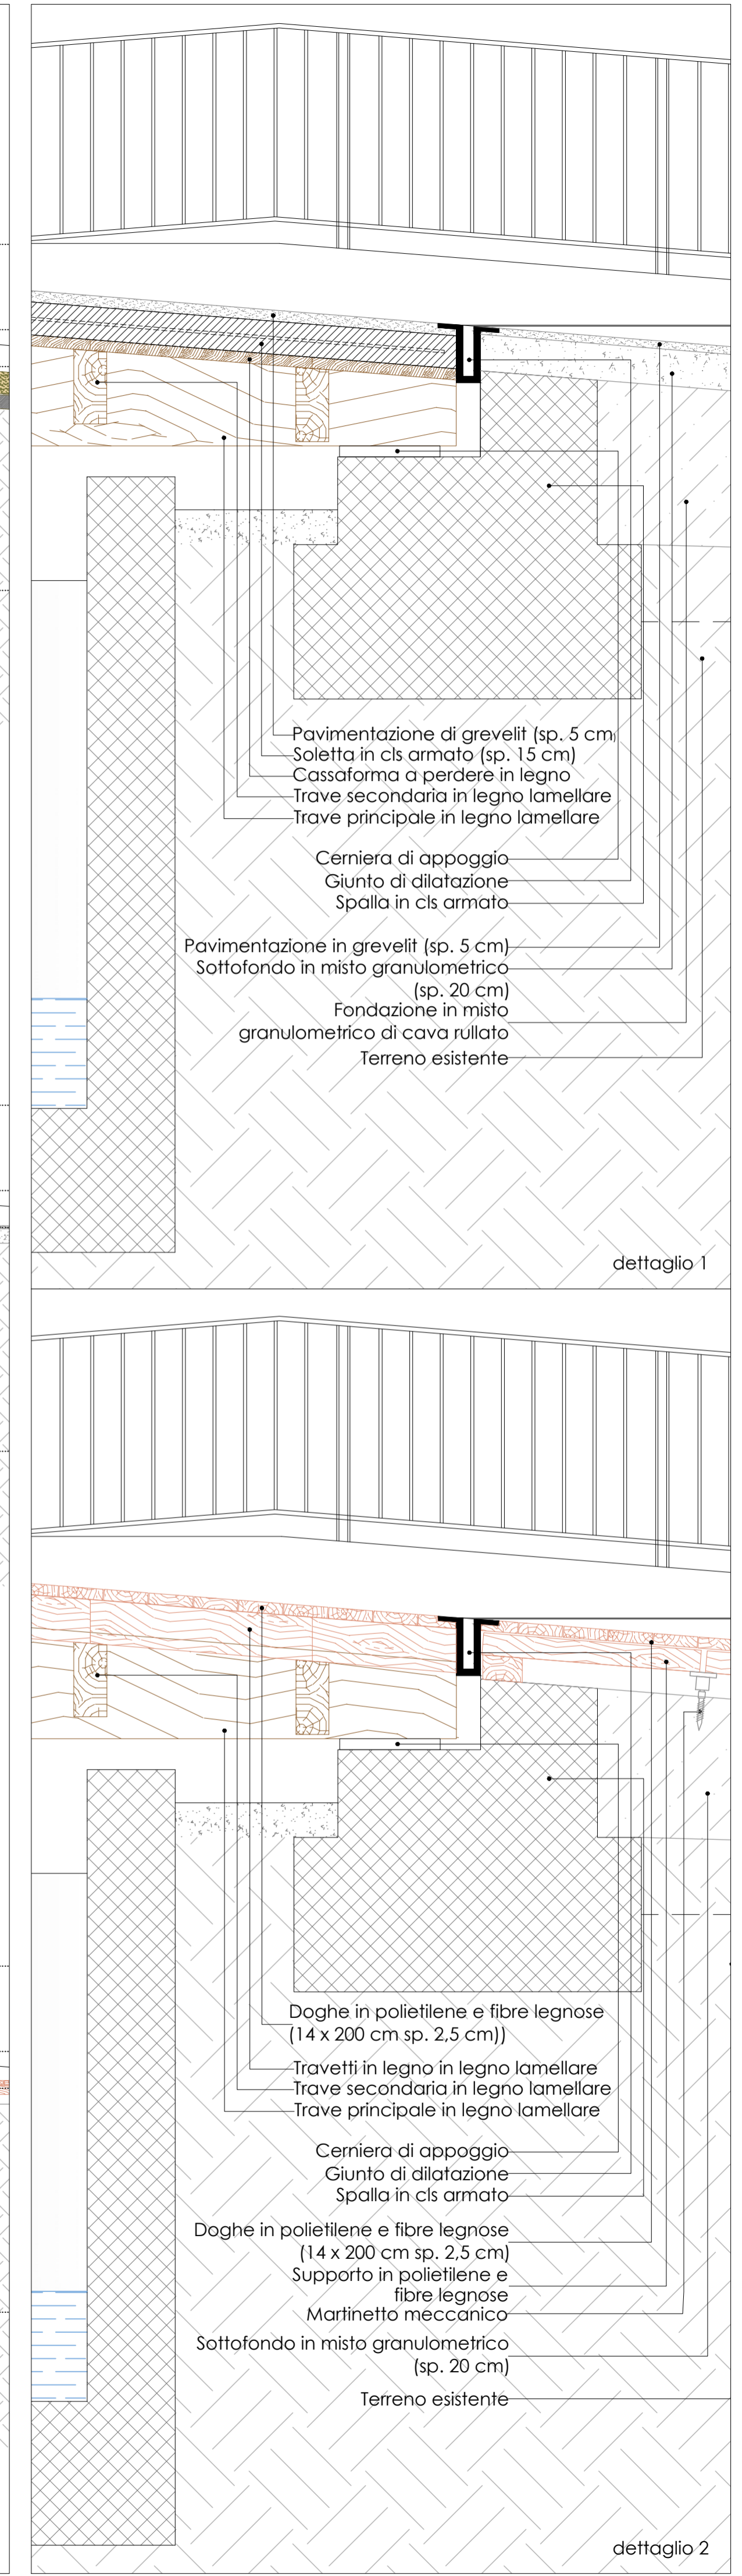 Pavimentazione di grevelit (sp. 5 cm)
Soletta in cls armato (sp. 15 cm)
Cassaforma a perdere in legno
Trave secondaria in legno lamellare
Trave principale in legno lamellare
Cerniera di appoggio
Giunto di dilatazione
Spalla in cls armato
Pavimentazione in grevelit (sp. 5 cm)
Sottofondo in misto granulometrico
(sp. 20 cm)
Fondazione in misto
granulometrico di cava rullato
Terreno esistente
dettaglio 1
Doghe in polietilene e fibre legnose
(14 x 200 cm sp. 2,5 cm))
Travetti in legno in legno lamellare
Trave secondaria in legno lamellare
Trave principale in legno lamellare
Cerniera di appoggio
Giunto di dilatazione
Spalla in cls armato
Doghe in polietilene e fibre legnose
(14 x 200 cm sp. 2,5 cm)
Supporto in polietilene e
fibre legnose
Martinetto meccanico
Sottofondo in misto granulometrico
(sp. 20 cm)
Terreno esistente
dettaglio 2